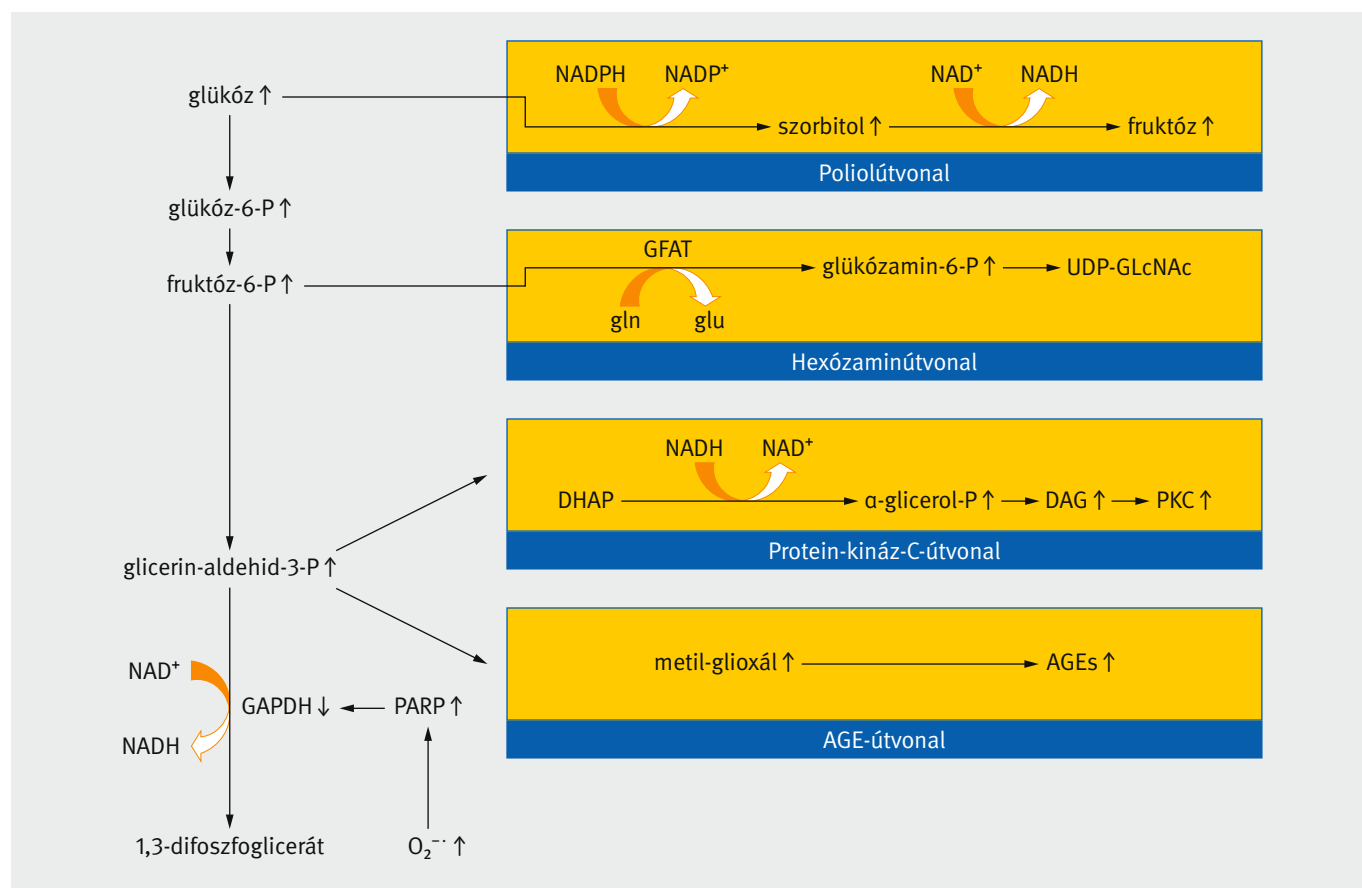 glükóz ↑
NADPH NADP⁺ NAD⁺ NADH
szorbitol ↑ fruktóz ↑
Poliolútvonal
glükóz-6-P ↑
fruktóz-6-P ↑
GFAT
glükózamin-6-P ↑ UDP-GLcNAc
gln glu
Hexózaminútvonal
NADH NAD⁺
DHAP α-glicerol-P ↑ DAG ↑ PKC ↑
Protein-kináz-C-útvonal
glicerin-aldehid-3-P ↑
metil-glioxál ↑ AGEs ↑
AGE-útvonal
NAD⁺
GAPDH ↓ PARP ↑
NADH
1,3-difoszfoglicerát O₂⁻· ↑